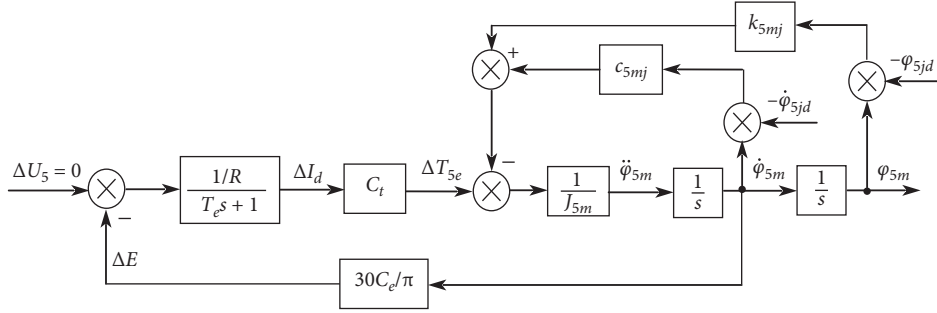 k₅ₘⱼ
−φ₅ⱼd
+
c₅ₘⱼ
−φ̇₅ⱼd
ΔU₅ = 0
1/R
Tₑs + 1
ΔI_d
Cₜ
ΔT₅ₑ
−
1
J₅ₘ
φ̈₅ₘ
1
s
φ̇₅ₘ
1
s
φ₅ₘ
−
ΔE
30Cₑ/π